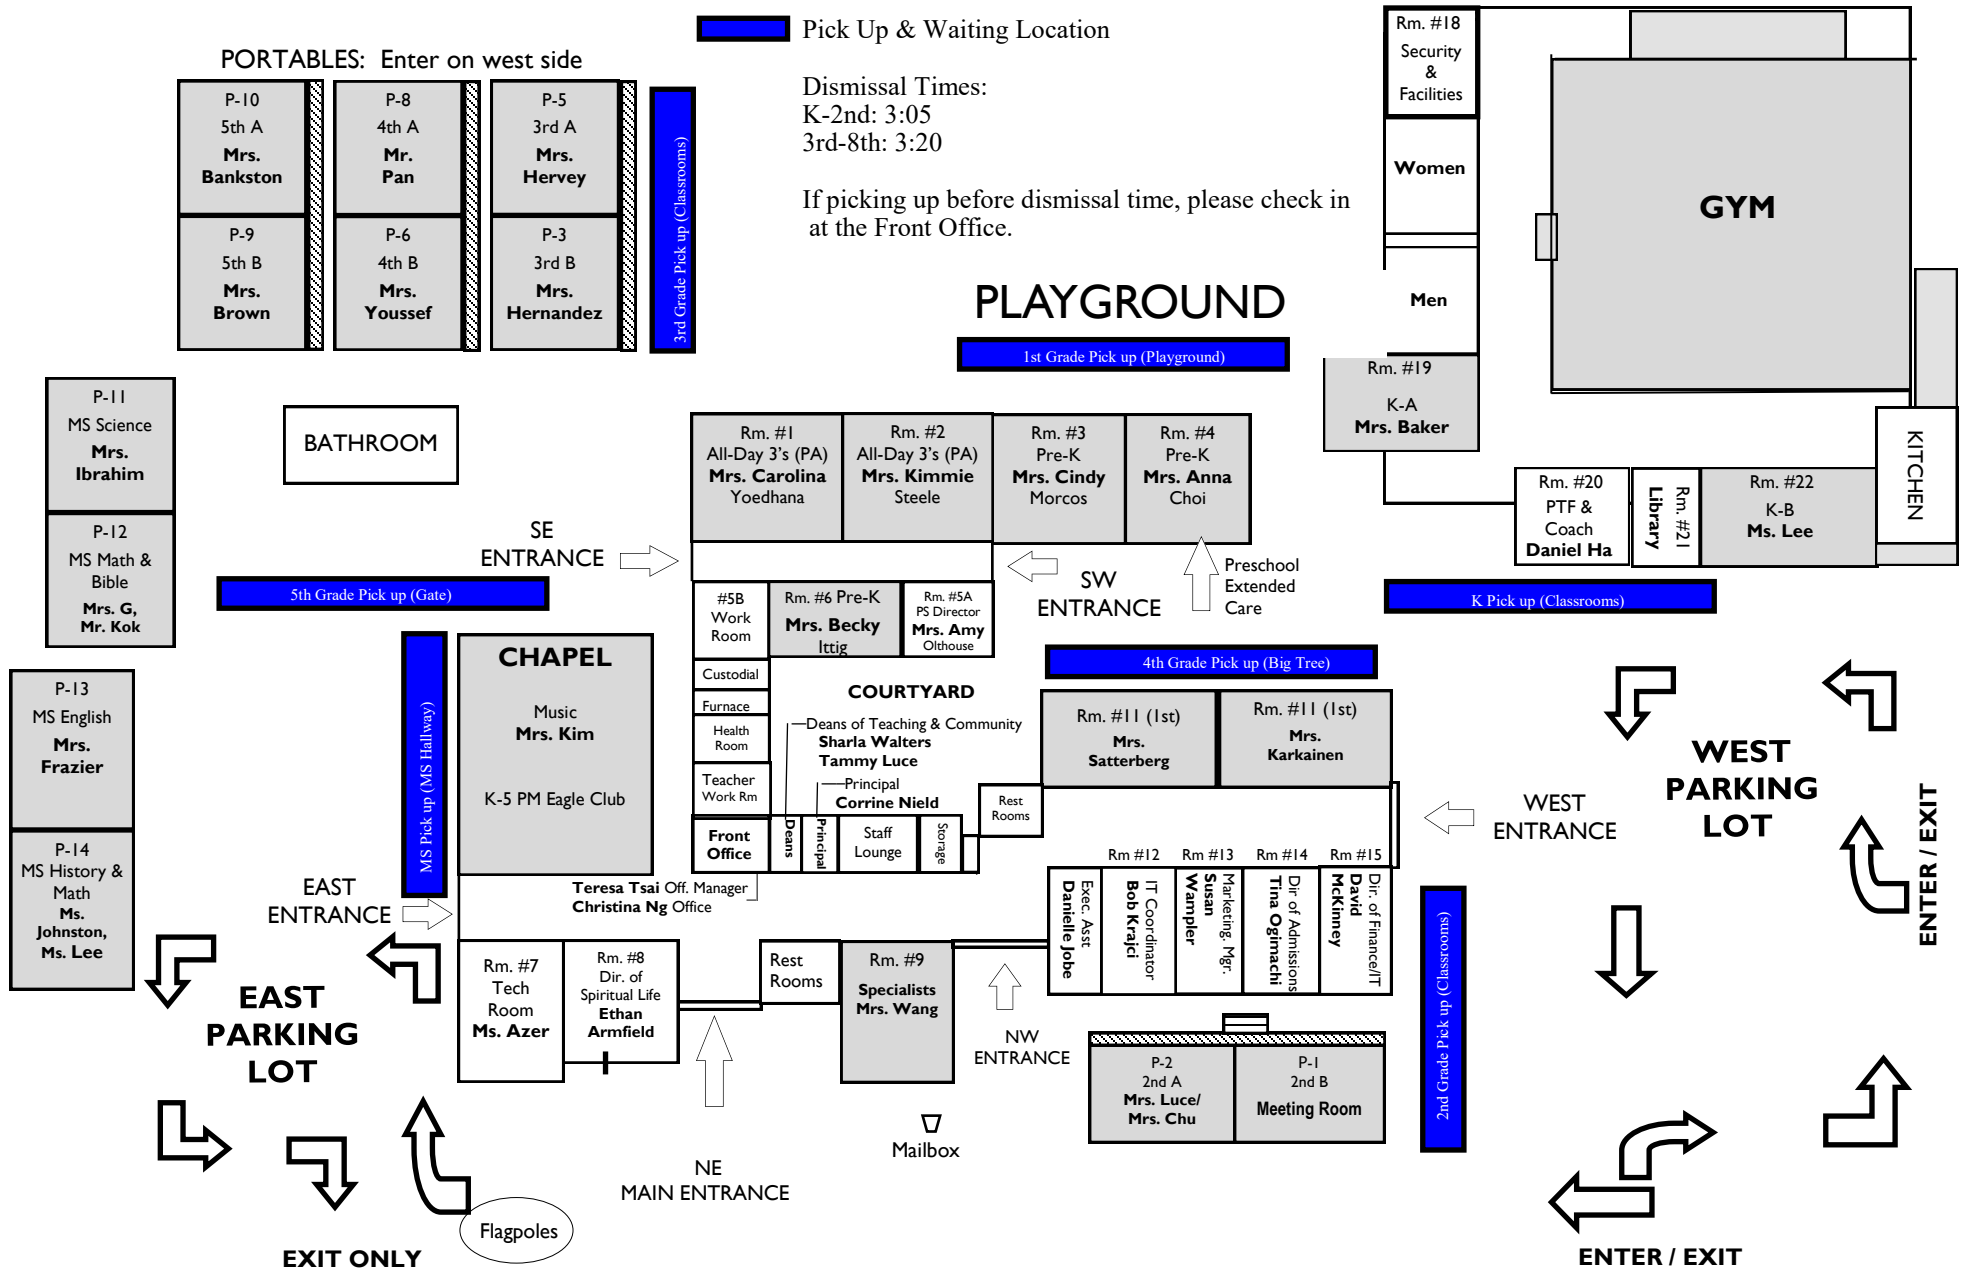 Pick Up & Waiting Location
Dismissal Times:
K-2nd: 3:05
3rd-8th: 3:20
If picking up before dismissal time, please check in
at the Front Office.
PORTABLES: Enter on west side
P-10
5th A
Mrs.
Bankston
P-8
4th A
Mr.
Pan
P-5
3rd A
Mrs.
Hervey
P-9
5th B
Mrs.
Brown
P-6
4th B
Mrs.
Youssef
P-3
3rd B
Mrs.
Hernandez
3rd Grade Pick up (Classrooms)
Rm. #18
Security
&
Facilities
Women
Men
GYM
PLAYGROUND
1st Grade Pick up (Playground)
Rm. #19
K-A
Mrs. Baker
KITCHEN
Rm. #20
PTF &
Coach
Daniel Ha
Rm. #21
Library
Rm. #22
K-B
Ms. Lee
K Pick up (Classrooms)
P-11
MS Science
Mrs.
Ibrahim
P-12
MS Math &
Bible
Mrs. G,
Mr. Kok
BATHROOM
5th Grade Pick up (Gate)
SE
ENTRANCE
Rm. #1
All-Day 3's (PA)
Mrs. Carolina
Yoedhana
Rm. #2
All-Day 3's (PA)
Mrs. Kimmie
Steele
Rm. #3
Pre-K
Mrs. Cindy
Morcos
Rm. #4
Pre-K
Mrs. Anna
Choi
SW
ENTRANCE
Preschool
Extended
Care
#5B
Work
Room
Rm. #6 Pre-K
Mrs. Becky
Ittig
Rm. #5A
PS Director
Mrs. Amy
Olthouse
Custodial
Furnace
Health
Room
Teacher
Work Rm
Front
Office
Deans
Principal
Staff
Lounge
Storage
COURTYARD
Deans of Teaching & Community
Sharla Walters
Tammy Luce
Principal
Corrine Nield
Rest
Rooms
4th Grade Pick up (Big Tree)
Rm. #11 (1st)
Mrs.
Satterberg
Rm. #11 (1st)
Mrs.
Karkainen
WEST
ENTRANCE
WEST
PARKING
LOT
ENTER / EXIT
P-13
MS English
Mrs.
Frazier
P-14
MS History &
Math
Ms.
Johnston,
Ms. Lee
MS Pick up (MS Hallway)
CHAPEL
Music
Mrs. Kim
K-5 PM Eagle Club
Teresa Tsai Off. Manager
Christina Ng Office
EAST
ENTRANCE
EAST
PARKING
LOT
Rm. #7
Tech
Room
Ms. Azer
Rm. #8
Dir. of
Spiritual Life
Ethan
Armfield
Rest
Rooms
Rm. #9
Specialists
Mrs. Wang
Exec. Asst
Danielle Jobe
Rm #12
IT Coordinator
Bob Krajci
Rm #13
Marketing. Mgr.
Susan
Wampler
Rm #14
Dir of Admissions
Tina Ogimachi
Rm #15
Dir. of Finance/IT
David
McKinney
NW
ENTRANCE
P-2
2nd A
Mrs. Luce/
Mrs. Chu
P-1
2nd B
Meeting Room
2nd Grade Pick up (Classrooms)
Mailbox
NE
MAIN ENTRANCE
Flagpoles
EXIT ONLY
ENTER / EXIT